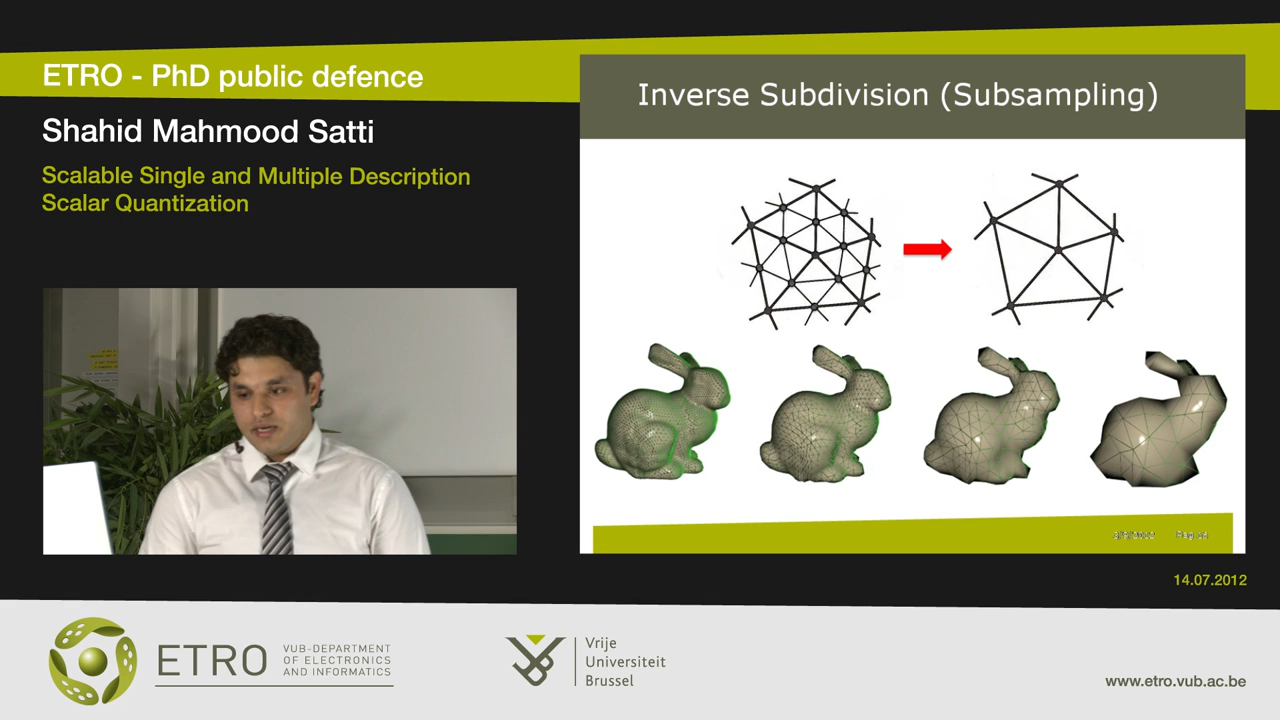 ETRO - PhD public defence
Shahid Mahmood Satti
Scalable Single and Multiple Description
Scalar Quantization
Inverse Subdivision (Subsampling)
14.07.2012
ETRO
VUB-DEPARTMENT
OF ELECTRONICS
AND INFORMATICS
Vrije
Universiteit
Brussel
www.etro.vub.ac.be